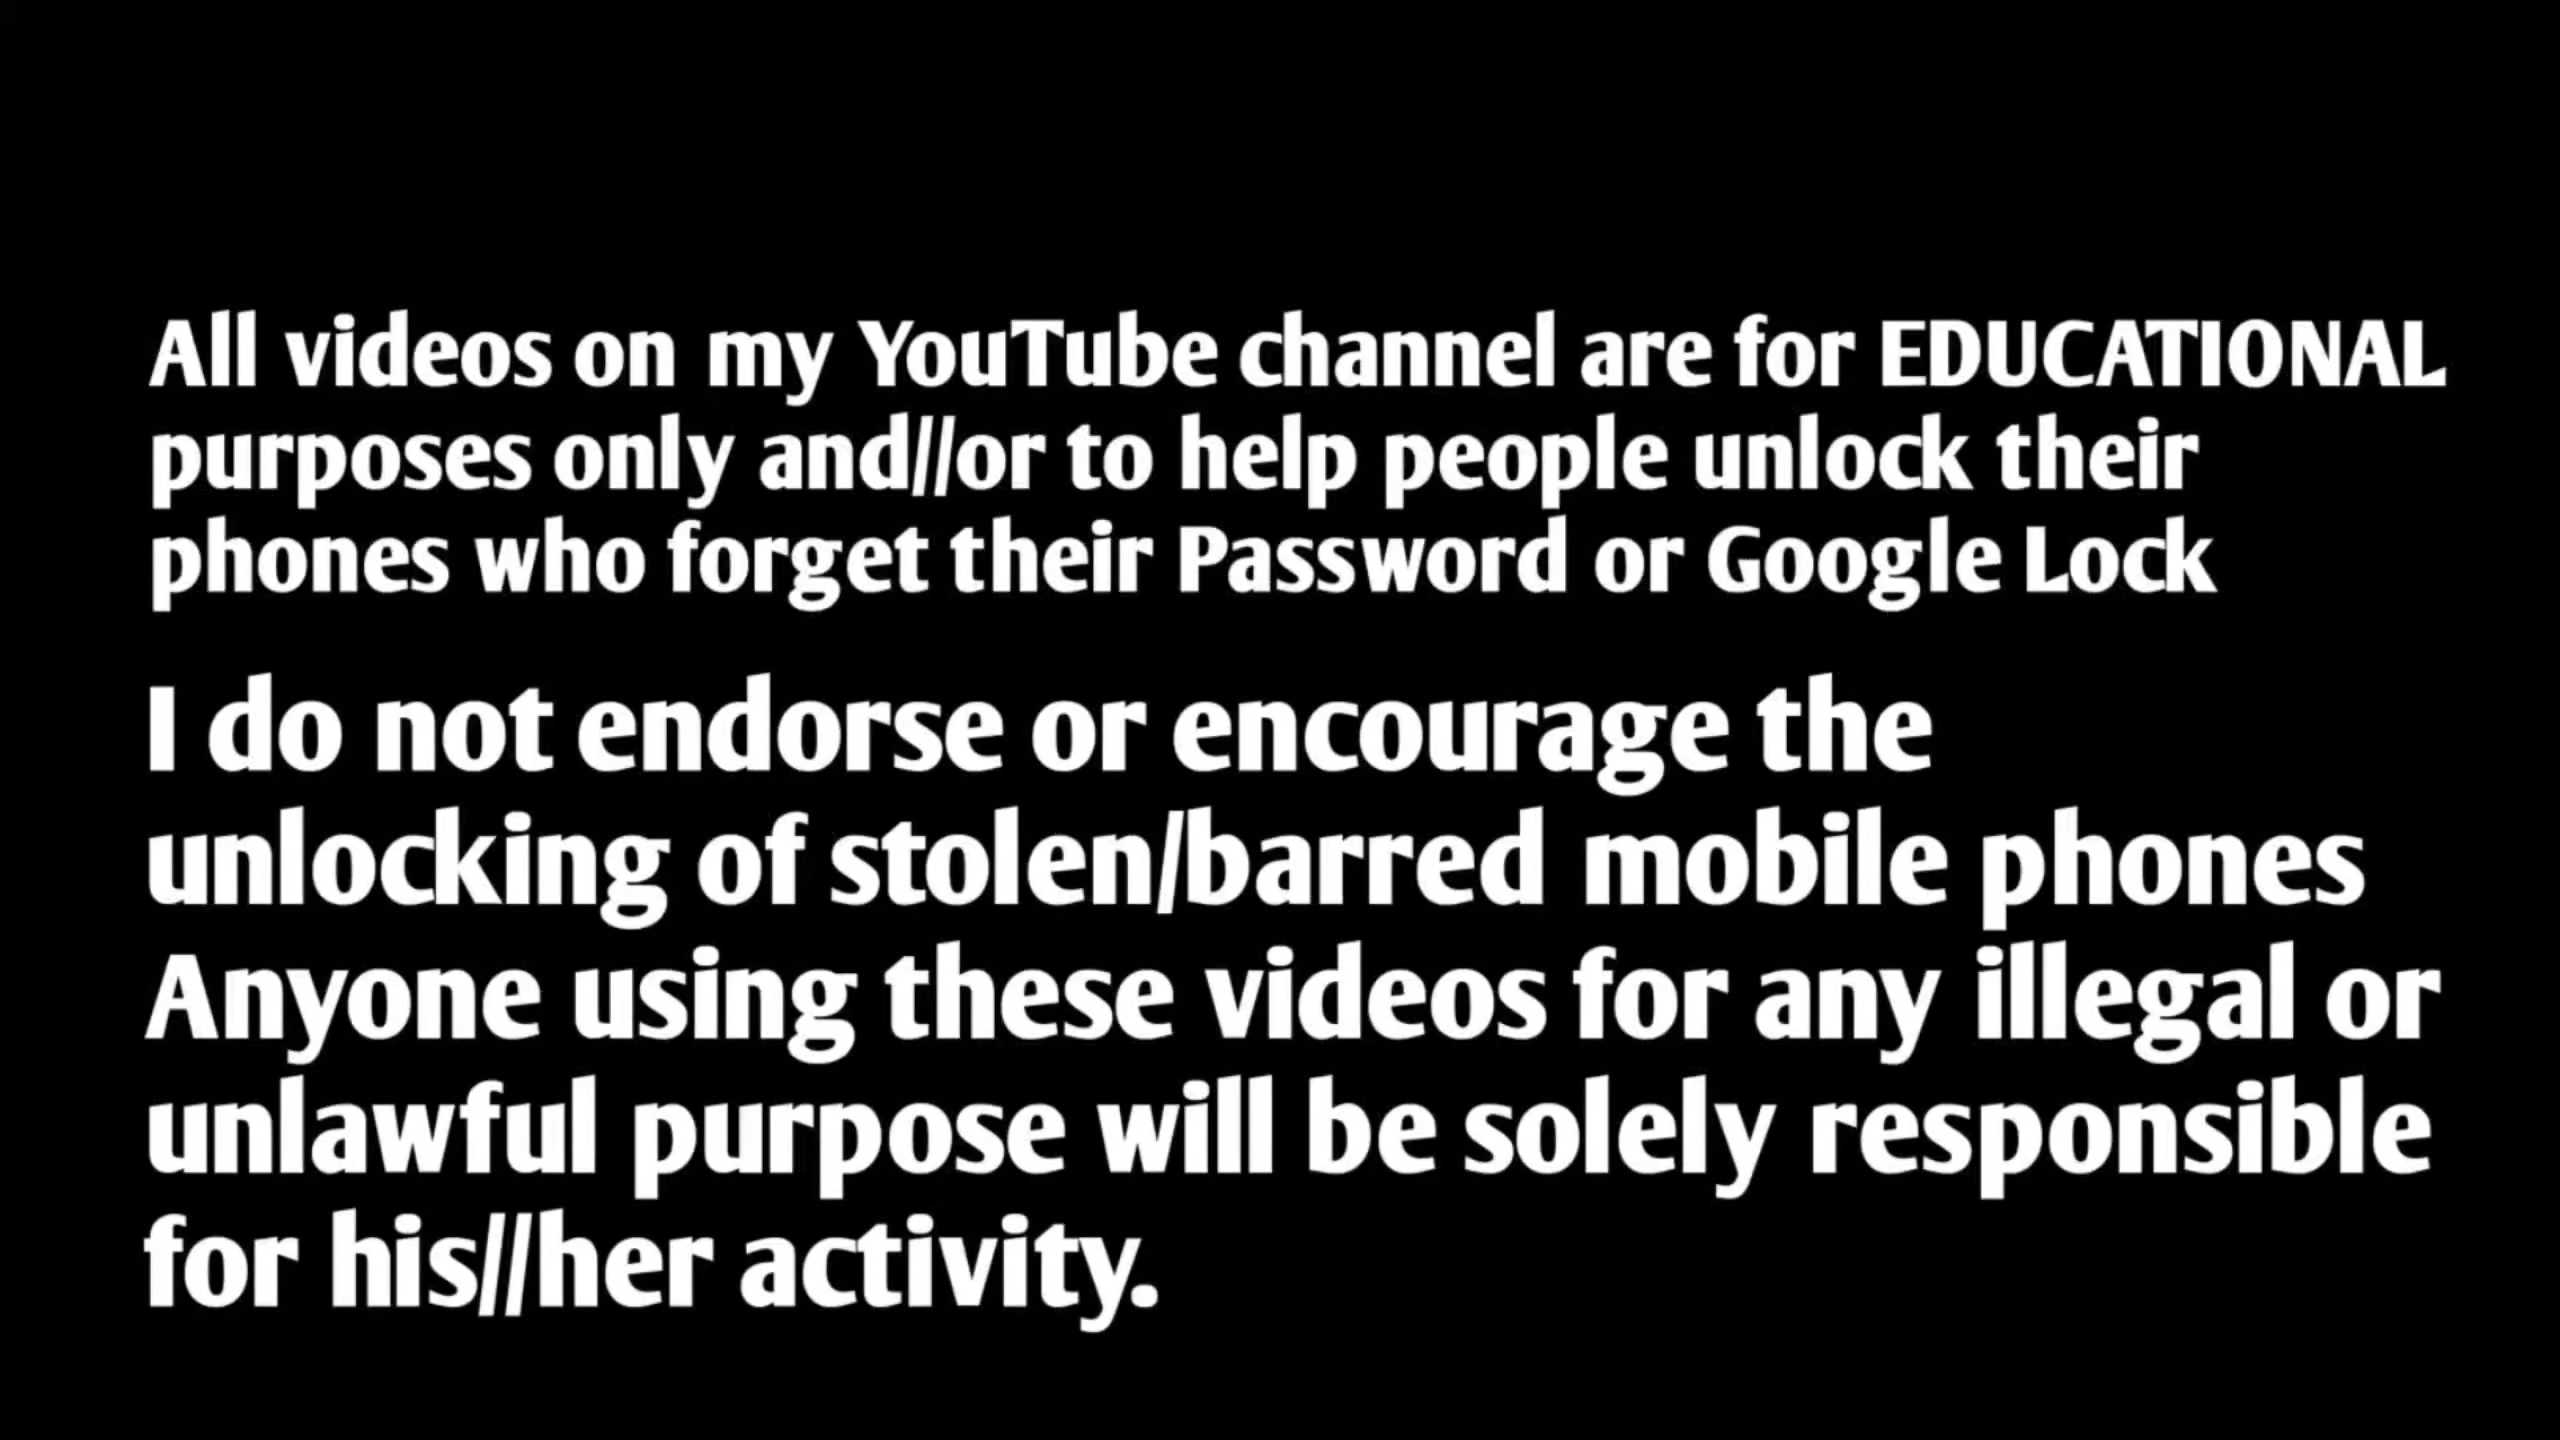 All videos on my YouTube channel are for EDUCATIONAL
purposes only and//or to help people unlock their
phones who forget their Password or Google Lock
I do not endorse or encourage the
unlocking of stolen/barred mobile phones
Anyone using these videos for any illegal or
unlawful purpose will be solely responsible
for his//her activity.